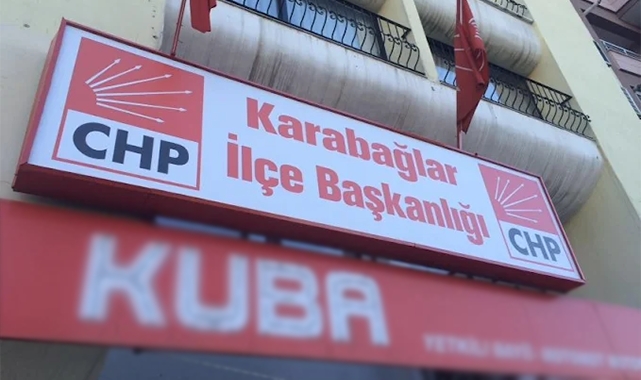 CHP
Karabağlar
İlçe Başkanlığı
CHP
KUBA